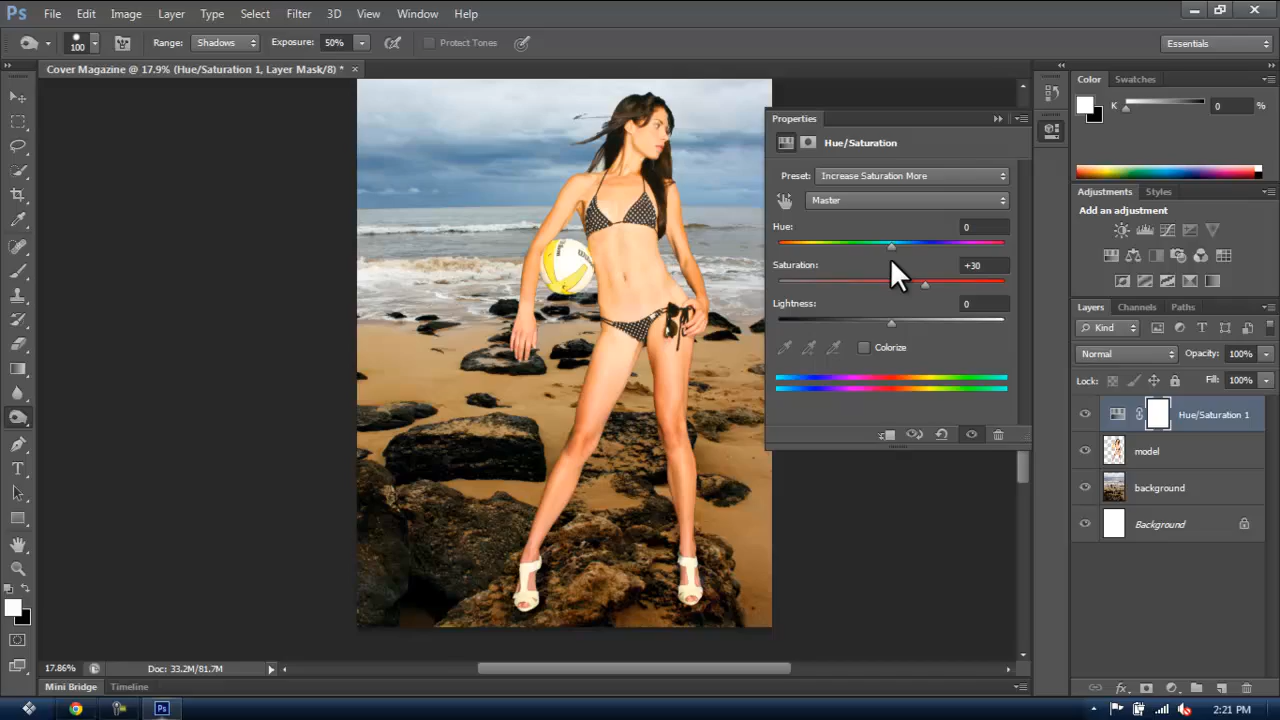 Ps File Edit Image Layer Type Select Filter 3D View Window Help
100 Range: Shadows Exposure: 50% Protect Tones Essentials
Cover Magazine @ 17.9% (Hue/Saturation 1, Layer Mask/8) * ×
Color Swatches
K 0 %
Properties
Hue/Saturation
Preset: Increase Saturation More
Master
Hue: 0
Saturation: +30
Lightness: 0
Colorize
Adjustments Styles
Add an adjustment
Layers Channels Paths
Kind
Normal Opacity: 100%
Lock: Fill: 100%
Hue/Saturation 1
model
background
Background
fx
17.86% Doc: 33.2M/81.7M
Mini Bridge Timeline
Ps 2:21 PM